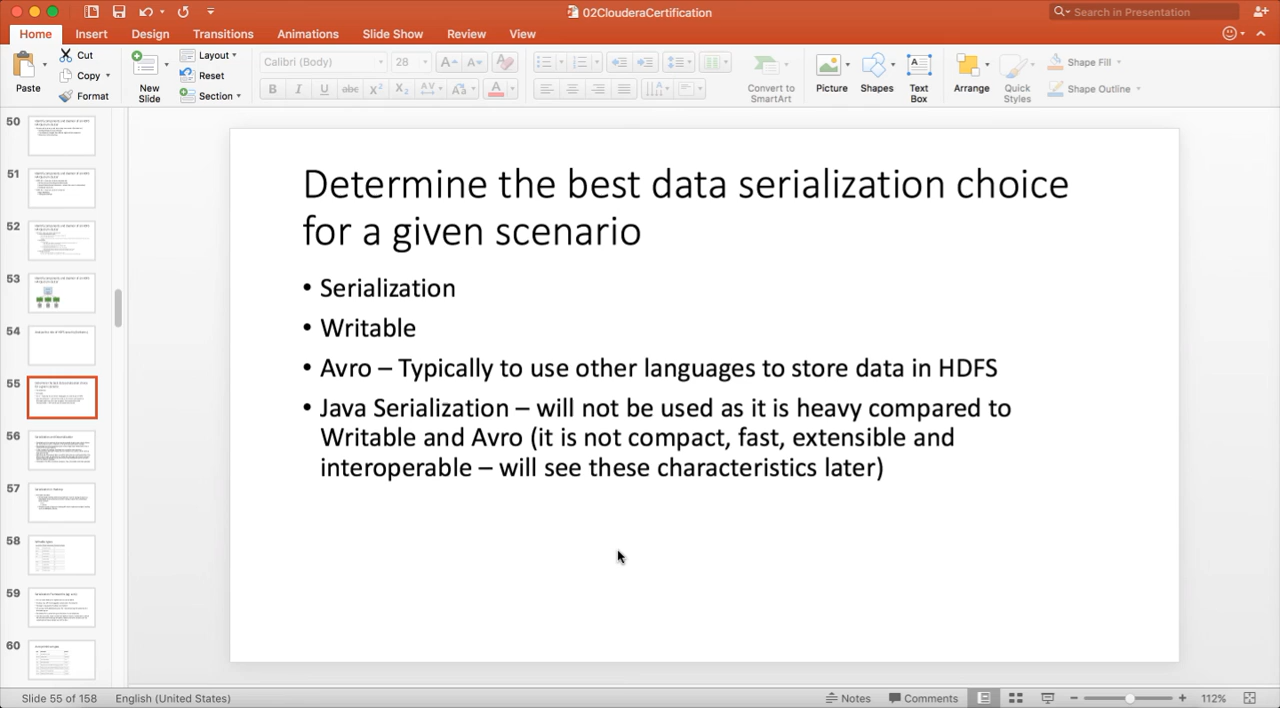 02ClouderaCertification
Search in Presentation
Home Insert Design Transitions Animations Slide Show Review View
Cut
Copy
Format
Paste
New
Slide
Layout
Reset
Section
Calibri (Body) 28
Convert to
SmartArt
Picture
Shapes
Text
Box
Arrange
Quick
Styles
Shape Fill
Shape Outline
50
51
52
53
54
55
56
57
58
59
60
Determine the best data serialization choice
for a given scenario
• Serialization
• Writable
• Avro – Typically to use other languages to store data in HDFS
• Java Serialization – will not be used as it is heavy compared to
Writable and Avro (it is not compact, fast, extensible and
interoperable – will see these characteristics later)
Slide 55 of 158 English (United States) Notes Comments 112%